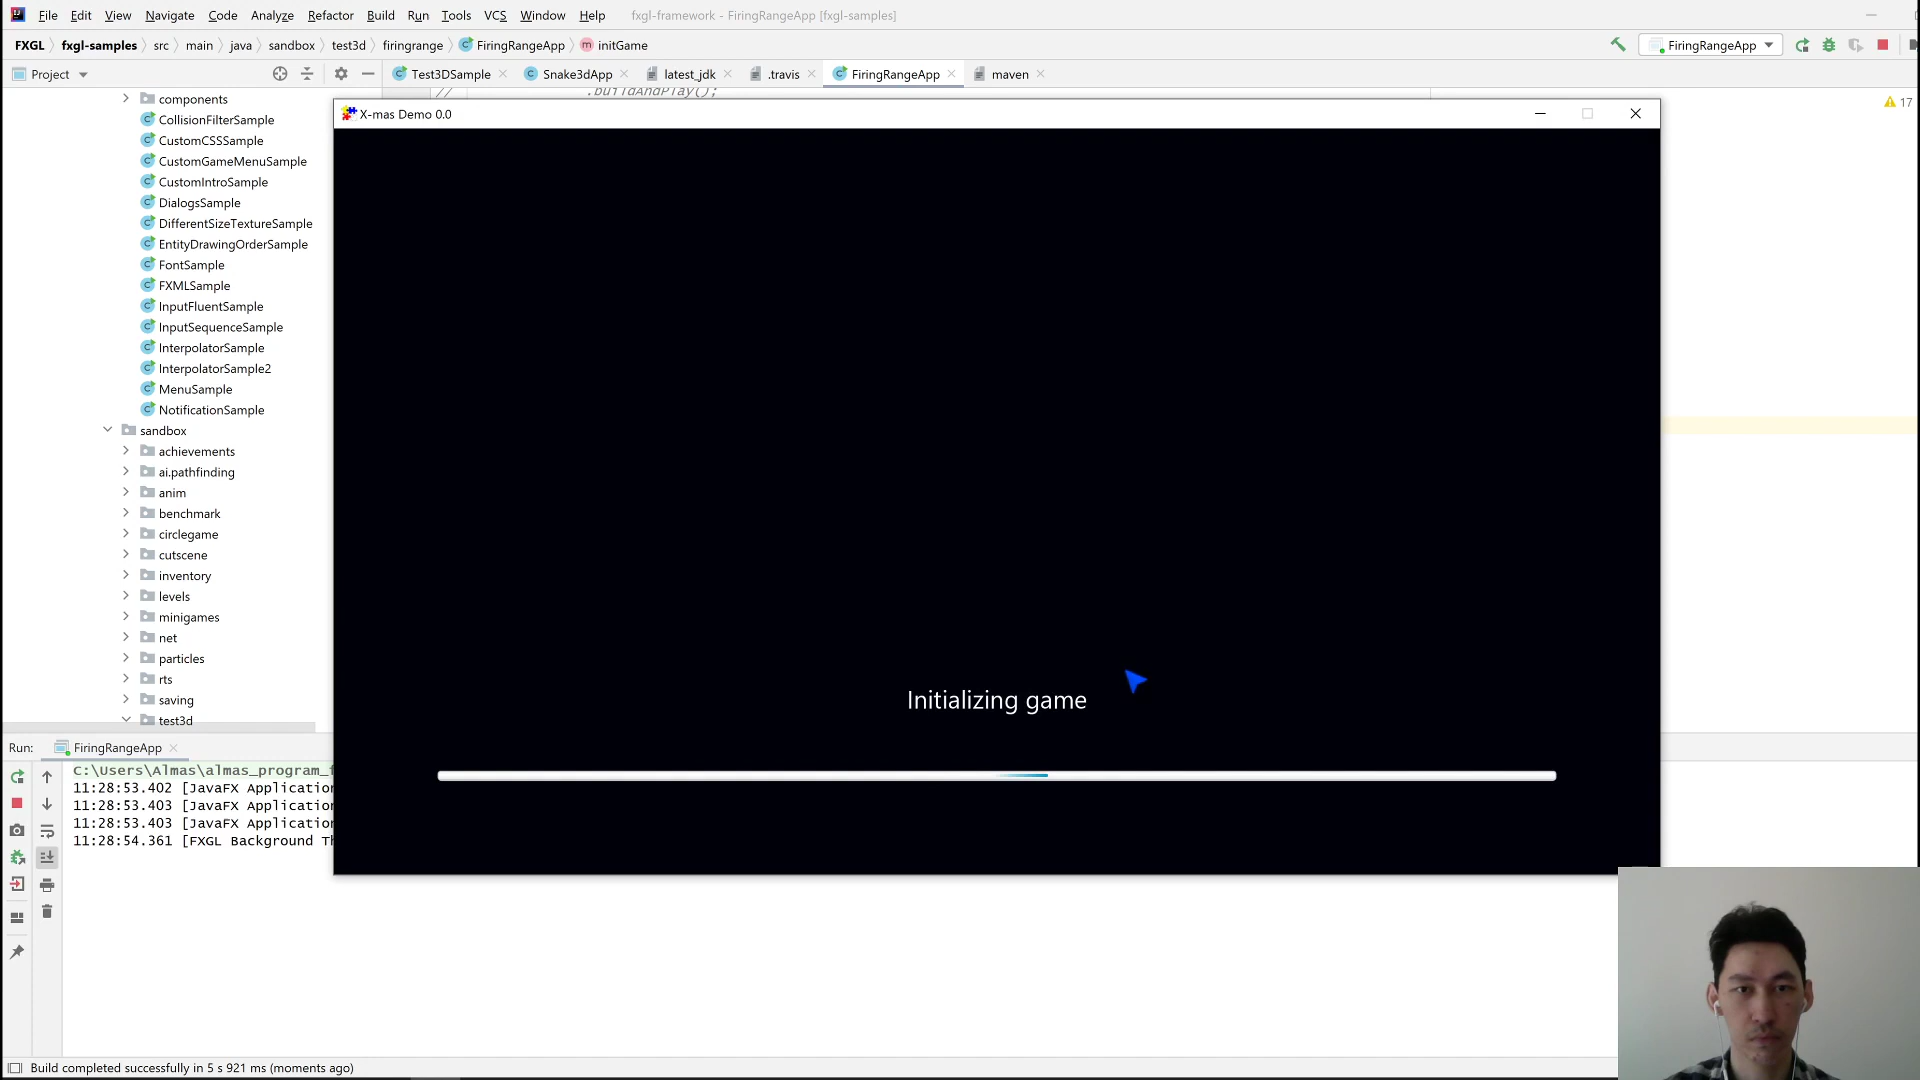 File Edit View Navigate Code Analyze Refactor Build Run Tools VCS Window Help fxgl-framework - FiringRangeApp [fxgl-samples]
FXGL fxgl-samples src main java sandbox test3d firingrange FiringRangeApp initGame FiringRangeApp
Project Test3DSample Snake3dApp latest_jdk .travis FiringRangeApp maven
// .buildAndPlay();
17
X-mas Demo 0.0
components
CollisionFilterSample
CustomCSSSample
CustomGameMenuSample
CustomIntroSample
DialogsSample
DifferentSizeTextureSample
EntityDrawingOrderSample
FontSample
FXMLSample
InputFluentSample
InputSequenceSample
InterpolatorSample
InterpolatorSample2
MenuSample
NotificationSample
sandbox
achievements
ai.pathfinding
anim
benchmark
circlegame
cutscene
inventory
levels
minigames
net
particles
rts
saving
test3d
Initializing game
Run: FiringRangeApp
C:\Users\Almas\almas_program_
11:28:53.402 [JavaFX Application
11:28:53.403 [JavaFX Application
11:28:53.403 [JavaFX Application
11:28:54.361 [FXGL Background
Build completed successfully in 5 s 921 ms (moments ago)